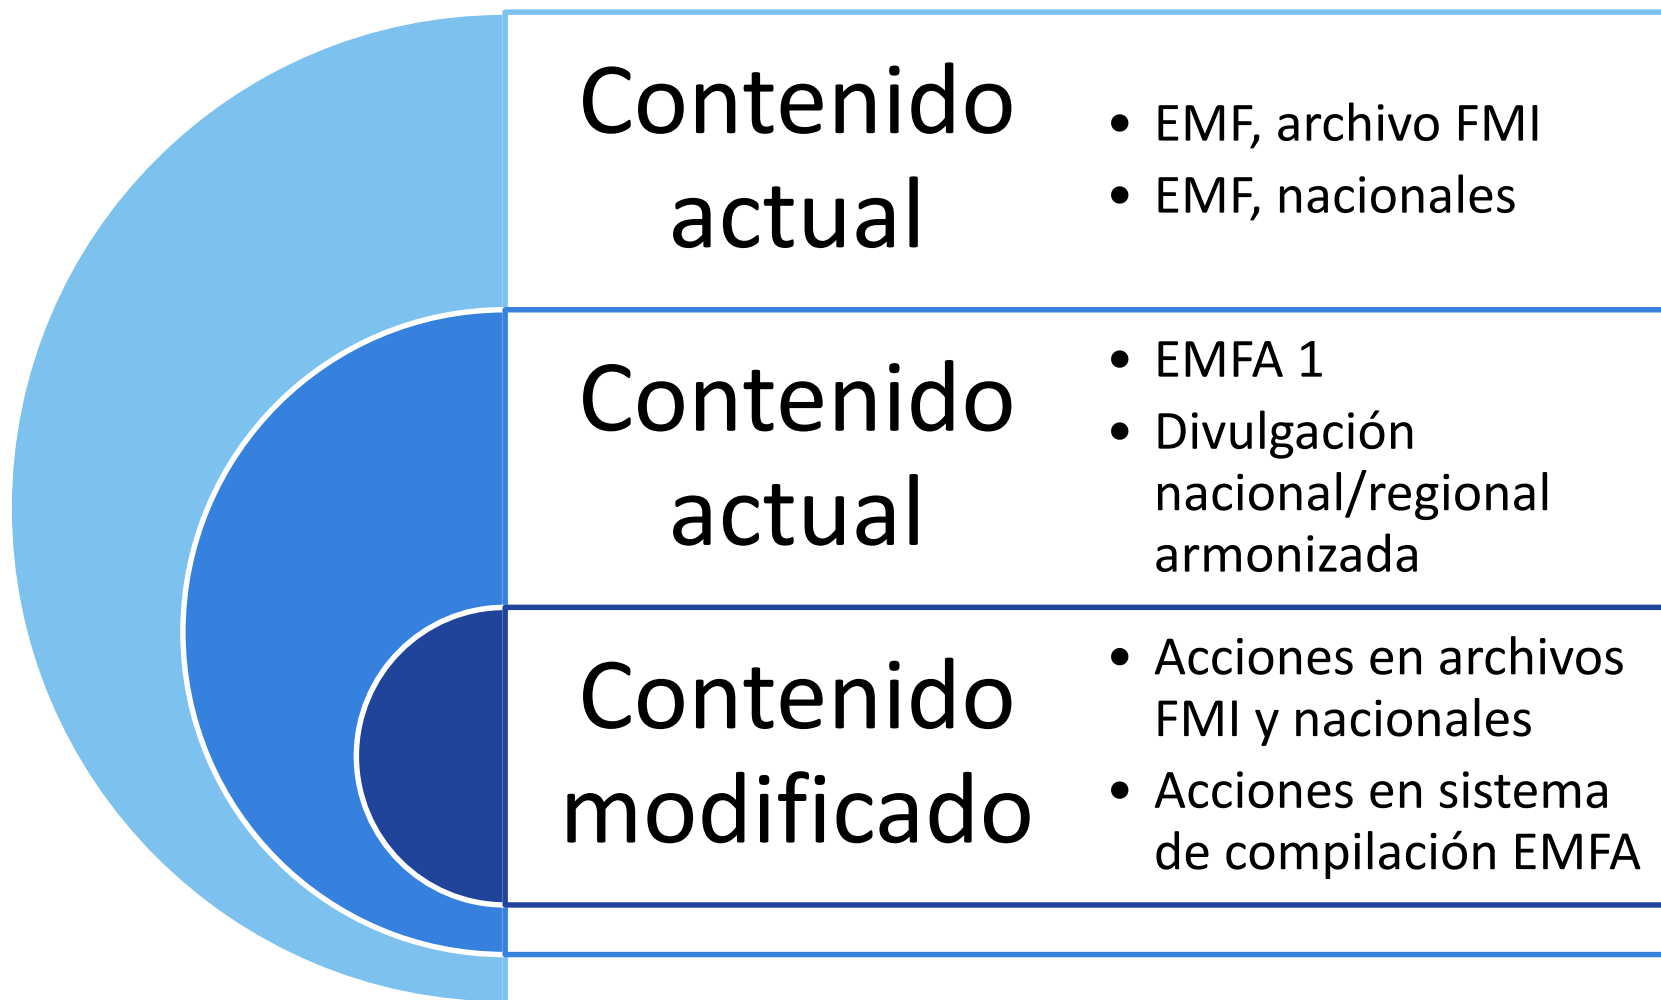 Contenido
actual
• EMF, archivo FMI
• EMF, nacionales
Contenido
actual
• EMFA 1
• Divulgación
nacional/regional
armonizada
Contenido
modificado
• Acciones en archivos
FMI y nacionales
• Acciones en sistema
de compilación EMFA